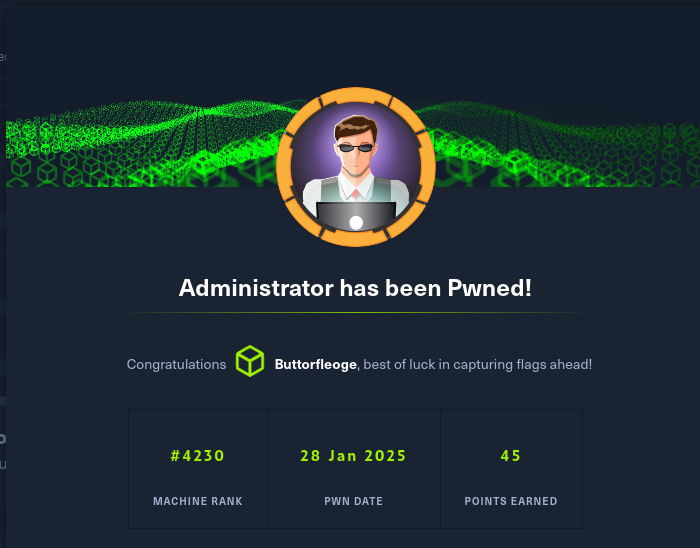 Administrator has been Pwned!
Congratulations Buttorfleoge, best of luck in capturing flags ahead!
#4230 28 Jan 2025 45
MACHINE RANK PWN DATE POINTS EARNED